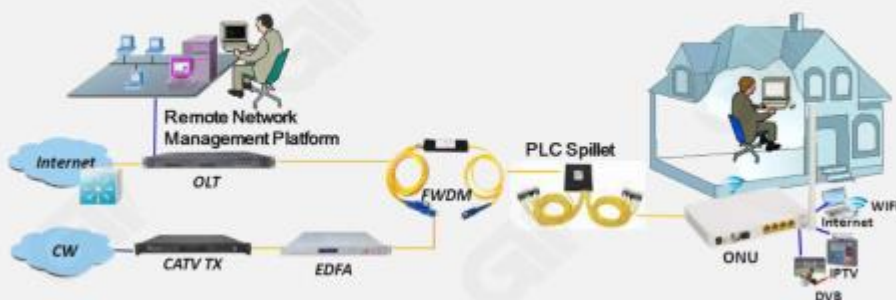 Remote Network
Management Platform
Internet
OLT
FWDM
PLC Spillet
CW
CATV TX
EDFA
ONU
WIFI
Internet
IPTV
DVB